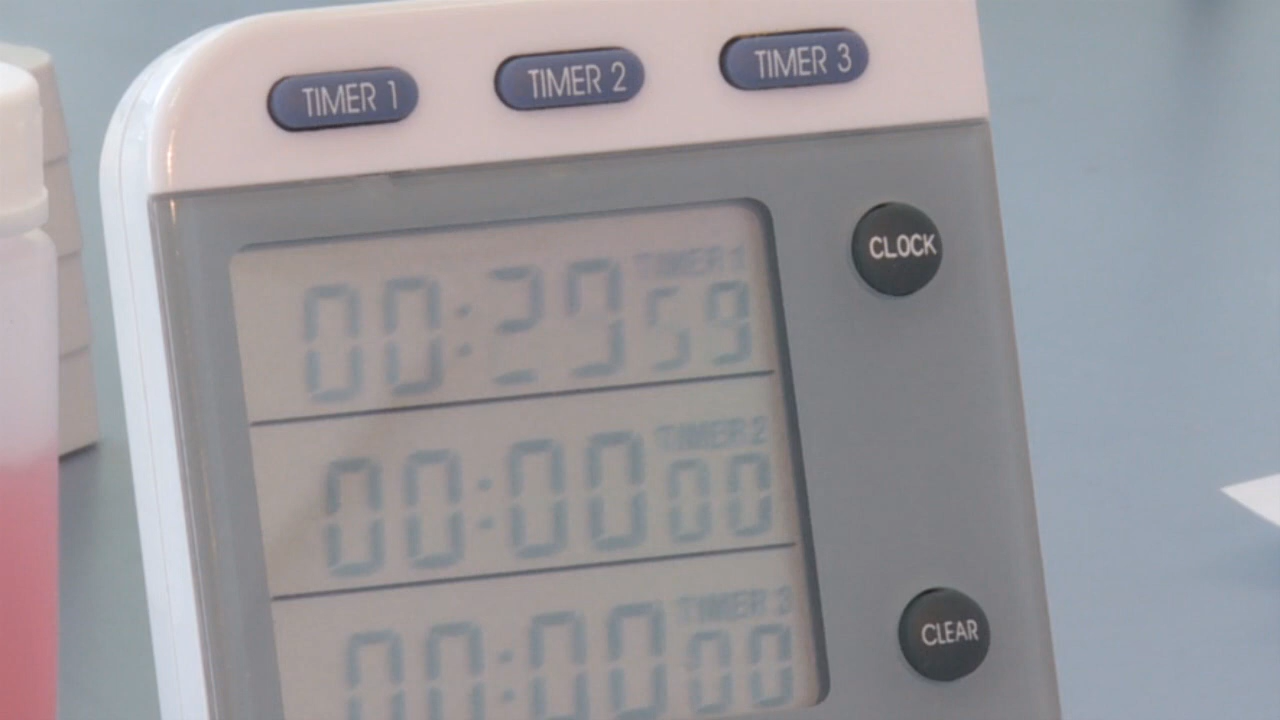 TIMER 1 TIMER 2 TIMER 3
CLOCK
TIMER 1
00:29 59
TIMER 2
00:00 00
TIMER 3
00:00 00
CLEAR